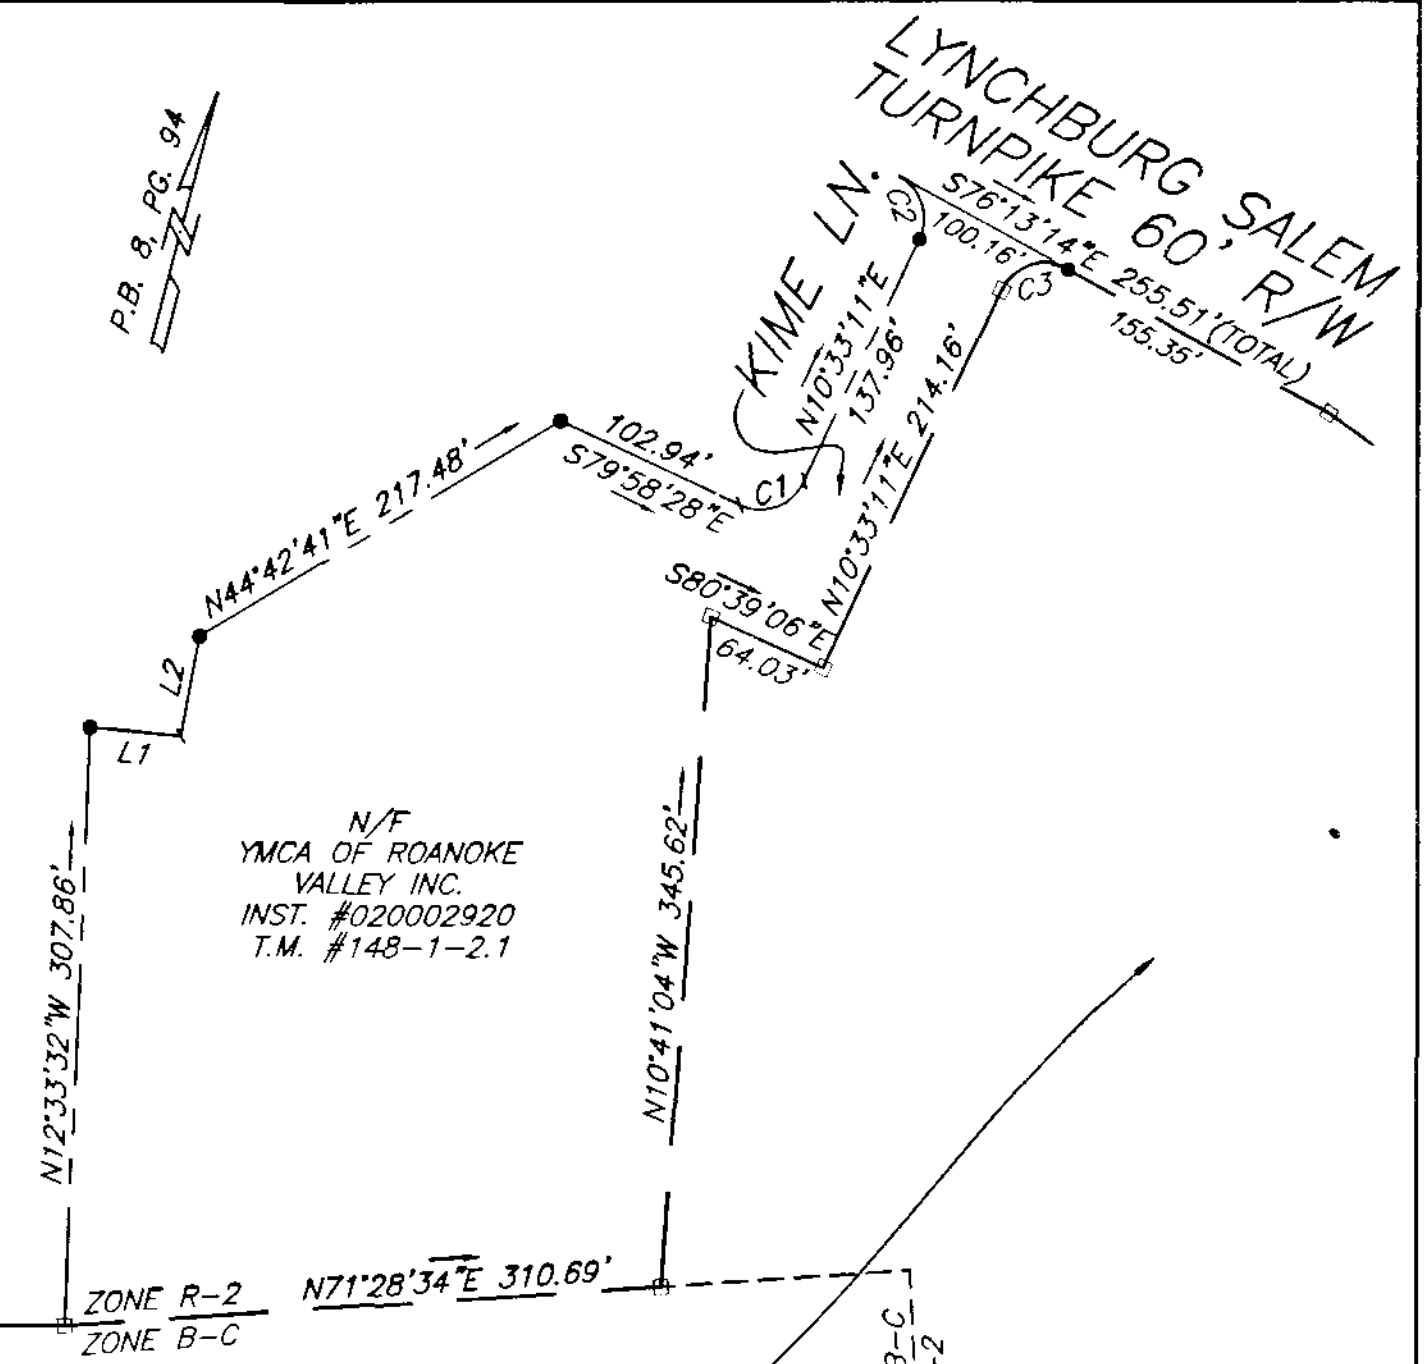 LYNCHBURG SALEM
TURNPIKE 60' R/W
P.B. 8, PG. 94
KIME LN.
C2
S76°13'14"E 255.51'(TOTAL)
100.16'
155.35'
C3
N10°33'11"E
137.96'
N10°33'11"E 214.16'
102.94'
S79°58'28"E
C1
N44°42'41"E 217.48'
S80°39'06"E
64.03'
L2
L1
N/F
YMCA OF ROANOKE
VALLEY INC.
INST. #020002920
T.M. #148-1-2.1
N12°33'32"W 307.86'
N10°41'04"W 345.62'
ZONE R-2
N71°28'34"E 310.69'
ZONE B-C
B-C
-2